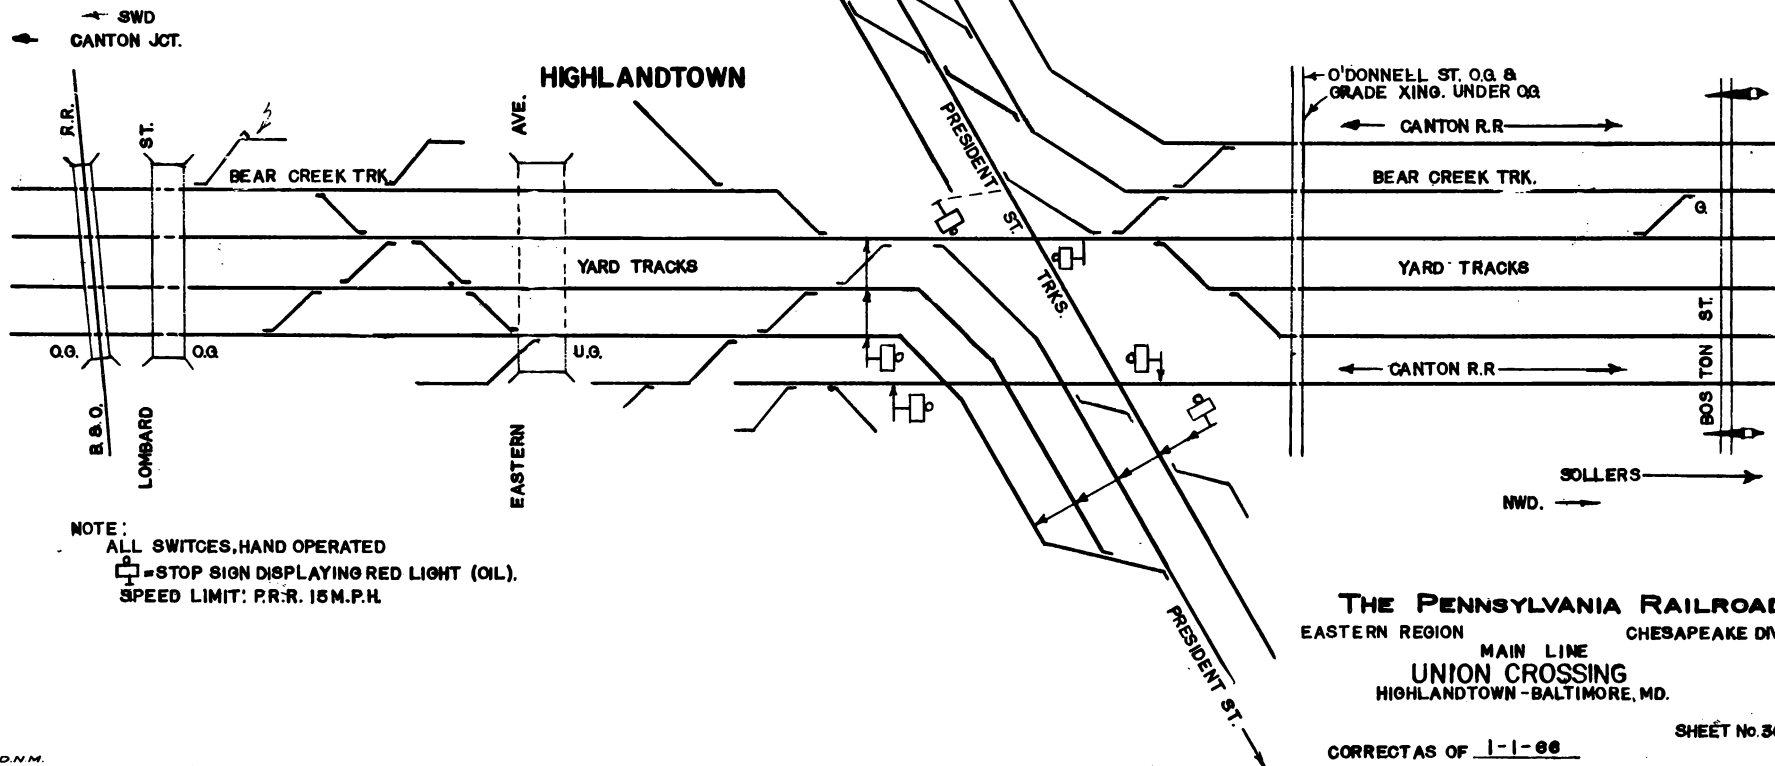 SWD
CANTON JCT.
HIGHLANDTOWN
R.R.
ST.
AVE.
O'DONNELL ST. O.G. &
GRADE XING. UNDER OG
CANTON R.R
PRESIDENT
ST.
TRKS.
BEAR CREEK TRK.
BEAR CREEK TRK.
G.
YARD TRACKS
YARD TRACKS
O.G.
O.G
U.G.
CANTON R.R
BOSTON ST.
B.& O.
LOMBARD
EASTERN
SOLLERS
NWD.
NOTE:
ALL SWITCES, HAND OPERATED
=STOP SIGN DISPLAYING RED LIGHT (OIL).
SPEED LIMIT: P.R.R. 15 M.P.H.
PRESIDENT ST.
THE PENNSYLVANIA RAILROAD
EASTERN REGION CHESAPEAKE DIV
MAIN LINE
UNION CROSSING
HIGHLANDTOWN-BALTIMORE, MD.
SHEET No. 3
CORRECT AS OF 1-1-66
D.N.M.